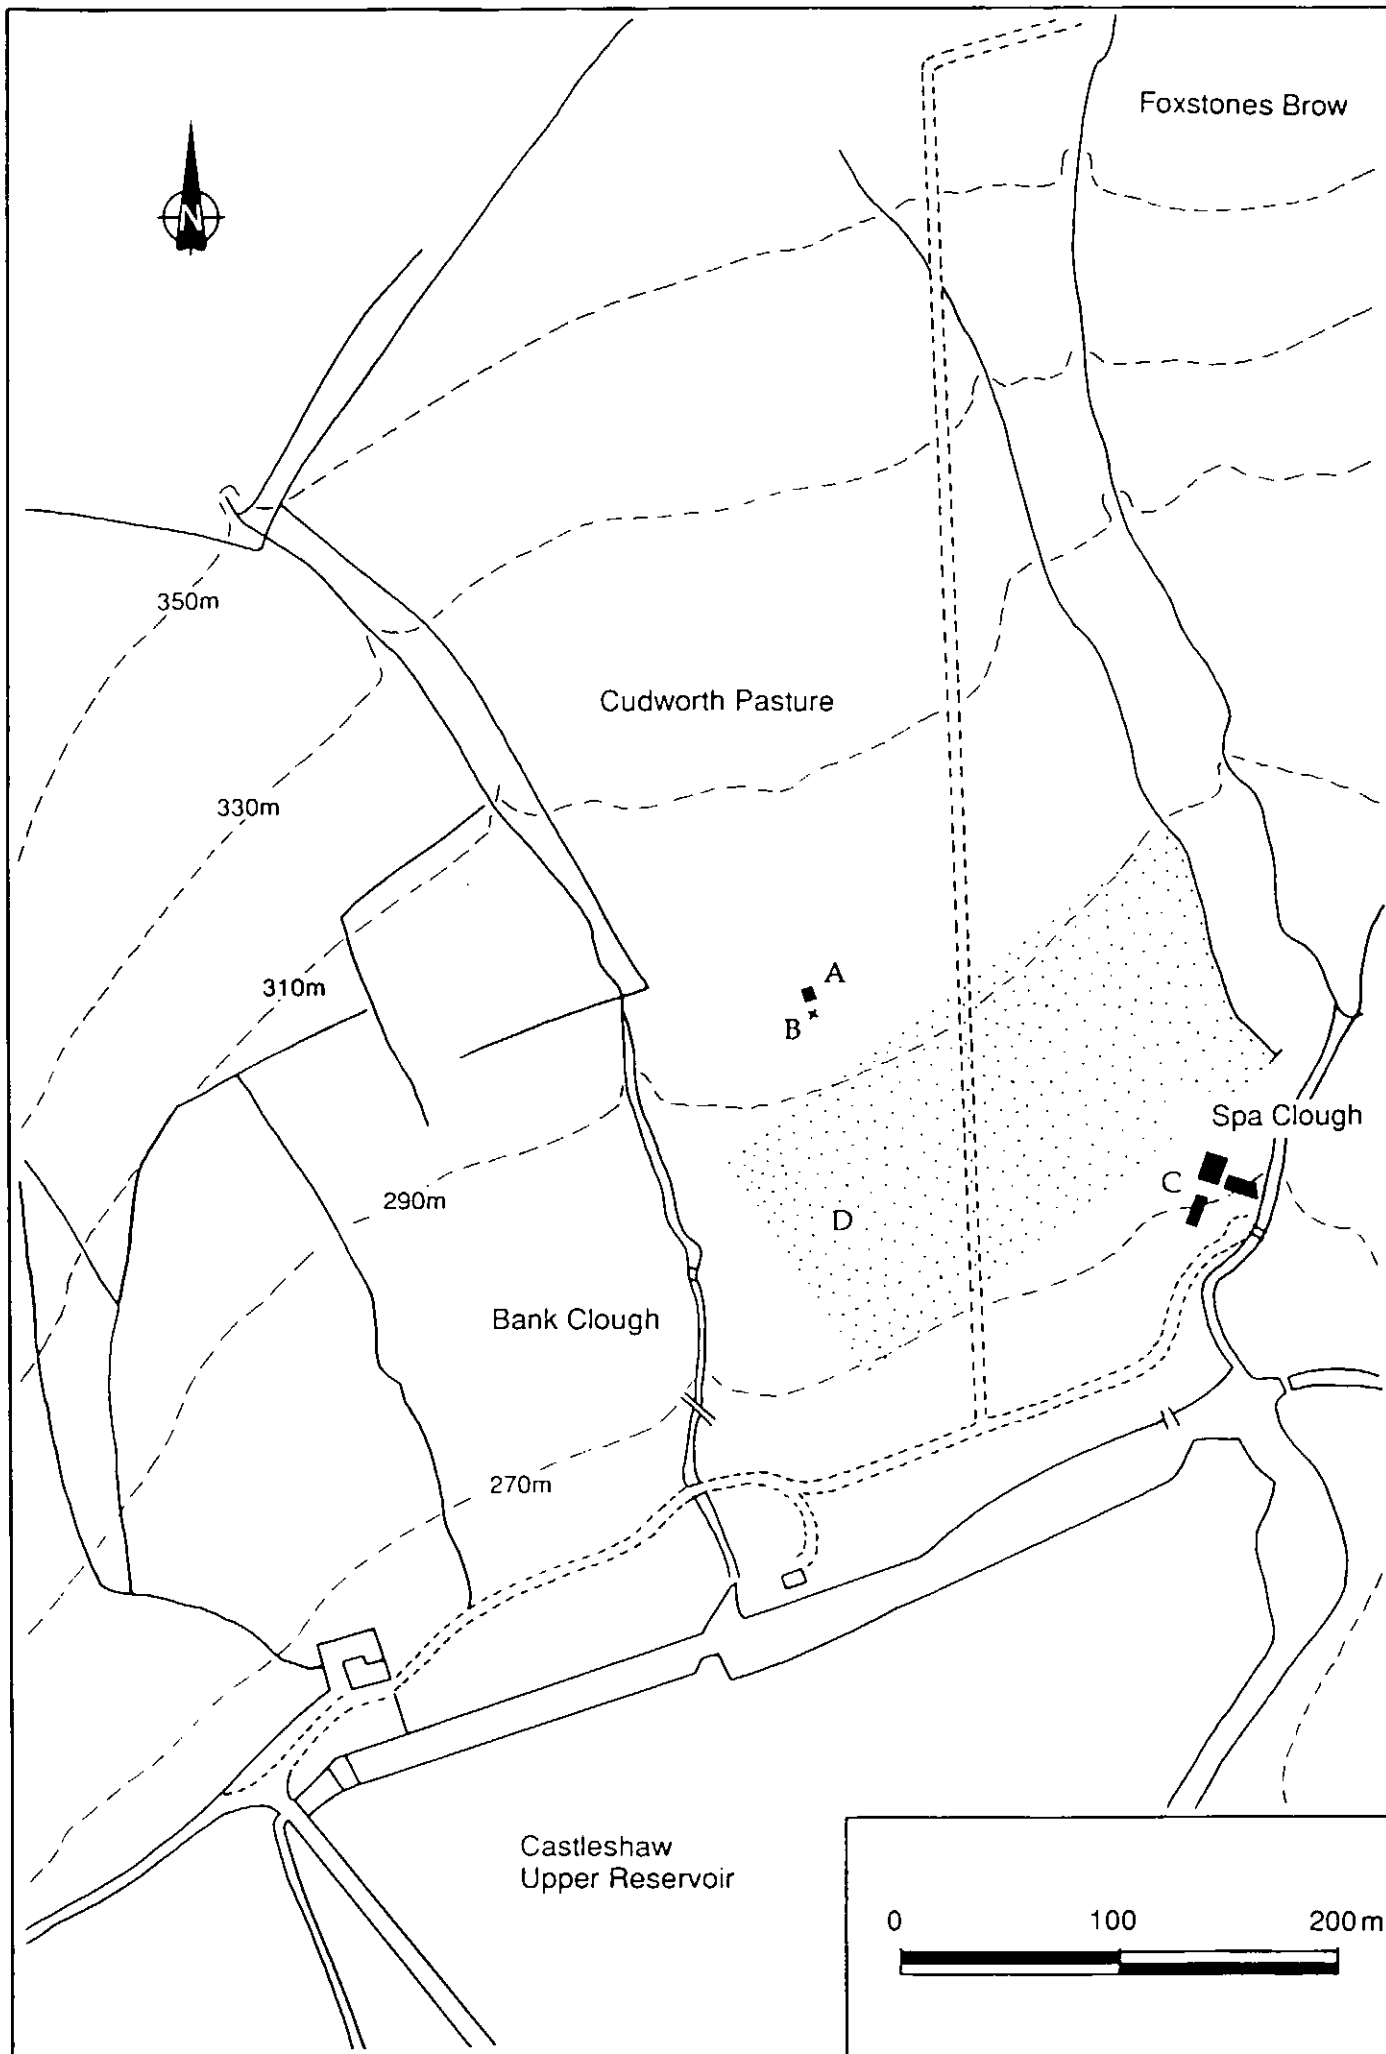 Foxstones Brow
N
350m
Cudworth Pasture
330m
310m
A
B
Spa Clough
290m
C
D
Bank Clough
270m
Castleshaw
Upper Reservoir
0 100 200m